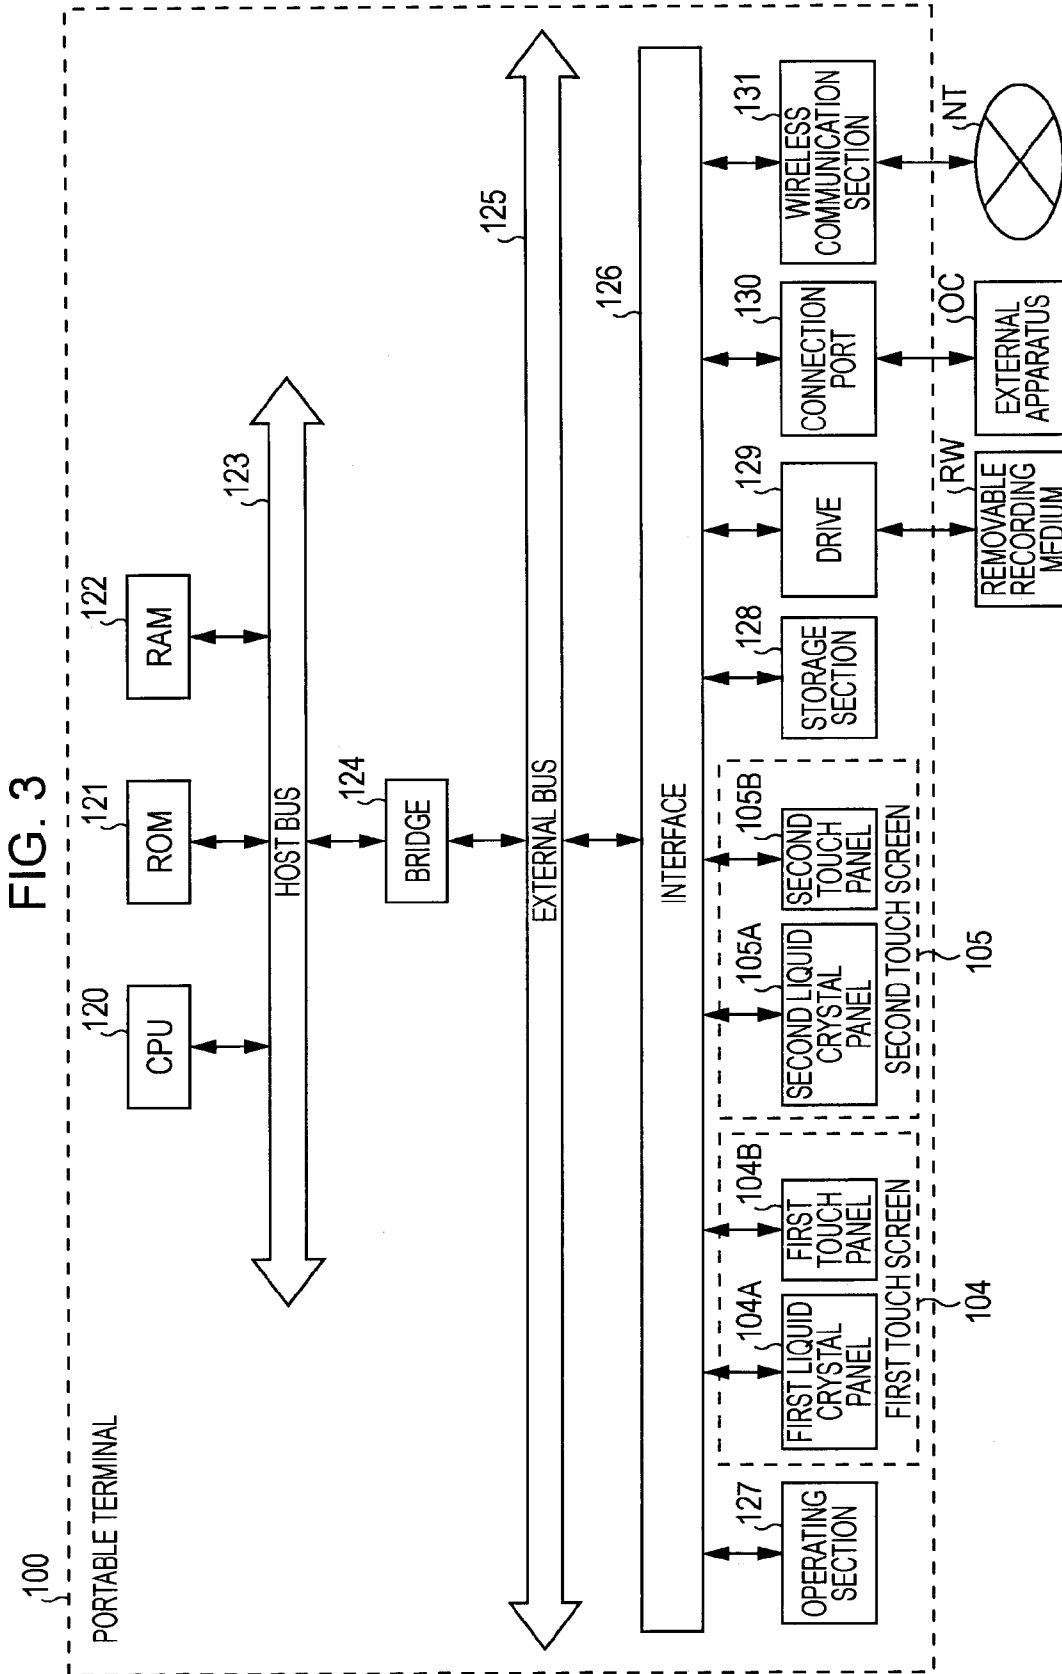 FIG. 3
100
PORTABLE TERMINAL
120
CPU
121
ROM
122
RAM
123
HOST BUS
124
BRIDGE
125
EXTERNAL BUS
126
INTERFACE
127
OPERATING
SECTION
104A
FIRST LIQUID
CRYSTAL
PANEL
104B
FIRST
TOUCH
PANEL
FIRST TOUCH SCREEN
104
105A
SECOND LIQUID
CRYSTAL
PANEL
105B
SECOND
TOUCH
PANEL
SECOND TOUCH SCREEN
105
128
STORAGE
SECTION
129
DRIVE
130
CONNECTION
PORT
131
WIRELESS
COMMUNICATION
SECTION
RW
REMOVABLE
RECORDING
MEDIUM
OC
EXTERNAL
APPARATUS
NT